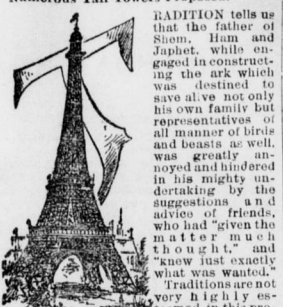 Numerous Tall Towers
TRADITION tells us
that the father of
Shem, Ham and
Japhet, while en-
gaged in construct-
ing the ark which
was destined to
save alive not only
his own family but
representatives of
all manner of birds
and beasts as well,
was greatly an-
noyed and hindered
in his mighty un-
dertaking by the
suggestions and
advice of friends,
who had "given the
matter much
thought," and
"knew just exactly
what was wanted."
Traditions are not
very highly es-